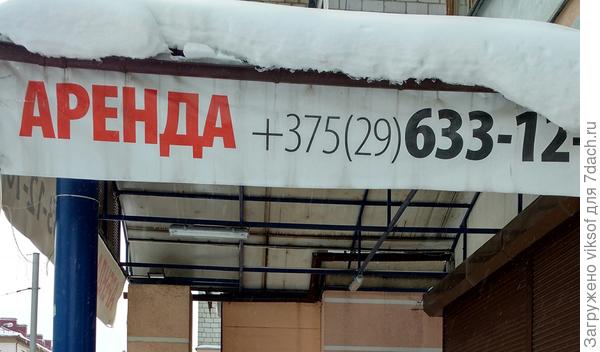 АРЕНДА +375(29)633-12-
Загружено viksof для 7dach.ru